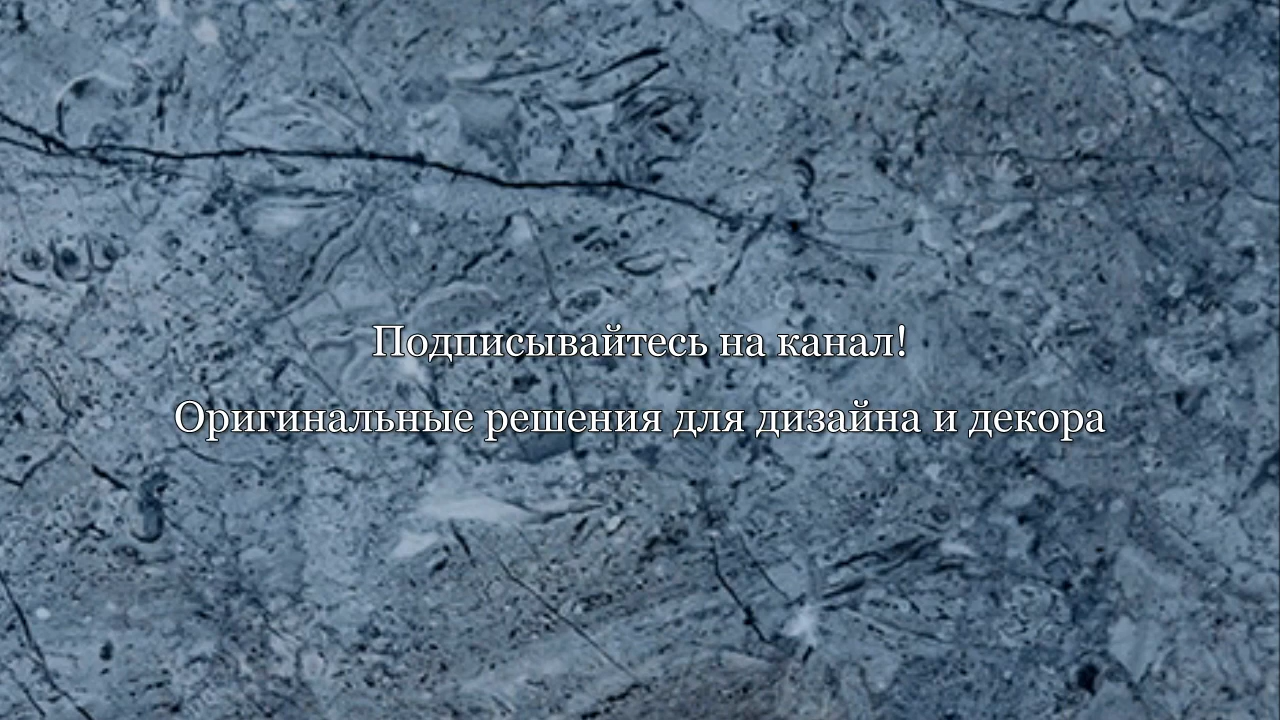 Подписывайтесь на канал!
Оригинальные решения для дизайна и декора